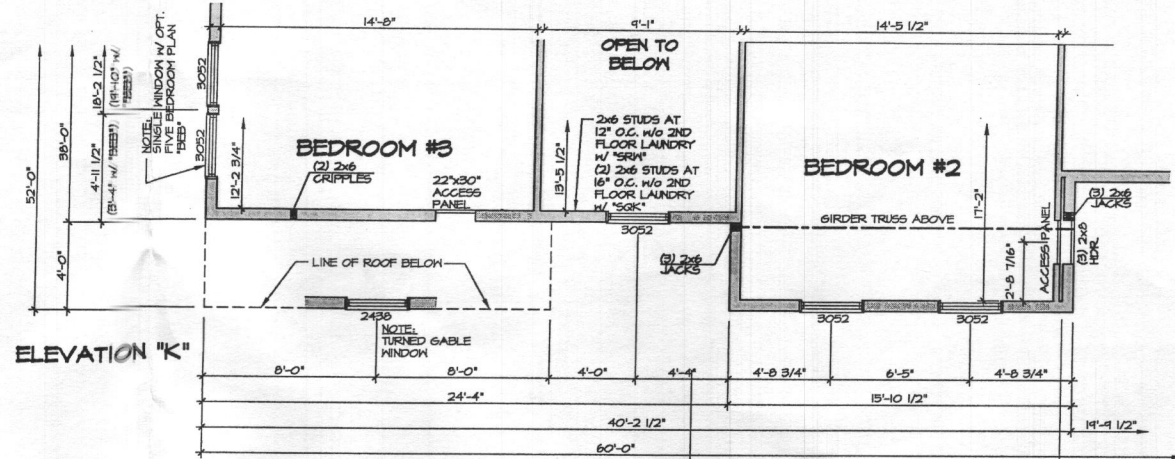 14'-8"
9'-1"
14'-5 1/2"
OPEN TO
BELOW
52'-0"
38'-0"
18'-2 1/2"
(19'-10" W/
4'-11 1/2"
(3'-4" W/
NOTE:
SINGLE WINDOW W/ OPT.
FIVE BEDROOM PLAN
"BEB"
3052
3052
12'-2 3/4"
BEDROOM #3
(2) 2x6
CRIPPLES
22"x30"
ACCESS
PANEL
13'-5 1/2"
2x6 STUDS AT
12" O.C. w/o 2ND
FLOOR LAUNDRY
W/ "SRW"
(2) 2x6 STUDS AT
16" O.C. w/o 2ND
FLOOR LAUNDRY
W/ "SQK"
3052
BEDROOM #2
17'-2"
GIRDER TRUSS ABOVE
(3) 2x6
JACKS
(3) 2x6
JACKS
(3) 2x8
HDR.
ACCESS PANEL
2'-8 7/16"
4'-0"
LINE OF ROOF BELOW
2438
NOTE:
TURNED GABLE
WINDOW
3052
3052
ELEVATION "K"
8'-0"
8'-0"
4'-0"
4'-4"
4'-8 3/4"
6'-5"
4'-8 3/4"
24'-4"
15'-10 1/2"
40'-2 1/2"
19'-9 1/2"
60'-0"